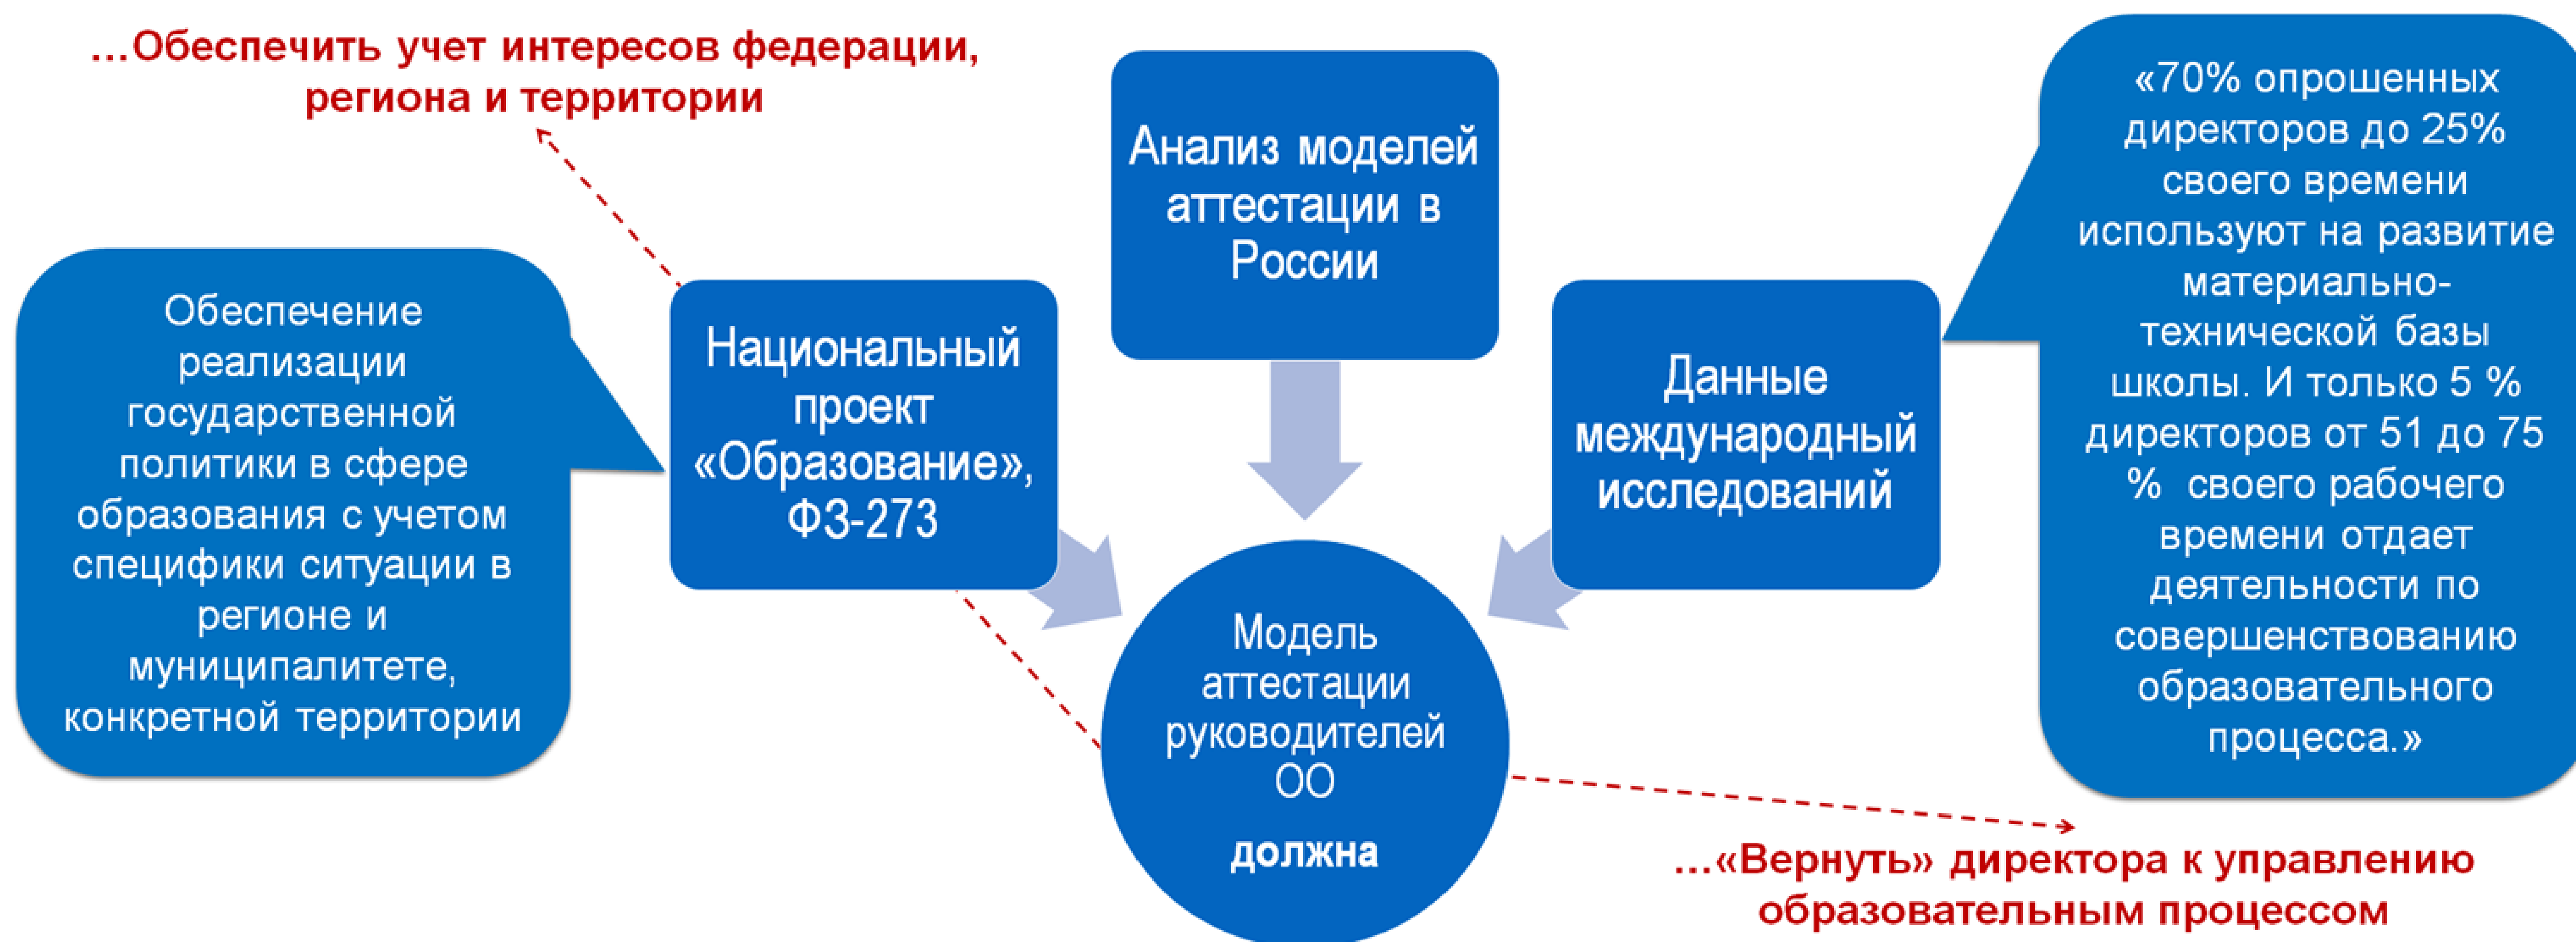 …Обеспечить учет интересов федерации,
региона и территории
Обеспечение
реализации
государственной
политики в сфере
образования с учетом
специфики ситуации в
регионе и
муниципалитете,
конкретной территории
Национальный
проект
«Образование»,
ФЗ-273
Анализ моделей
аттестации в
России
Данные
международный
исследований
«70% опрошенных
директоров до 25%
своего времени
используют на развитие
материально-
технической базы
школы. И только 5 %
директоров от 51 до 75
% своего рабочего
времени отдает
деятельности по
совершенствованию
образовательного
процесса.»
Модель
аттестации
руководителей
ОО
должна
…«Вернуть» директора к управлению
образовательным процессом